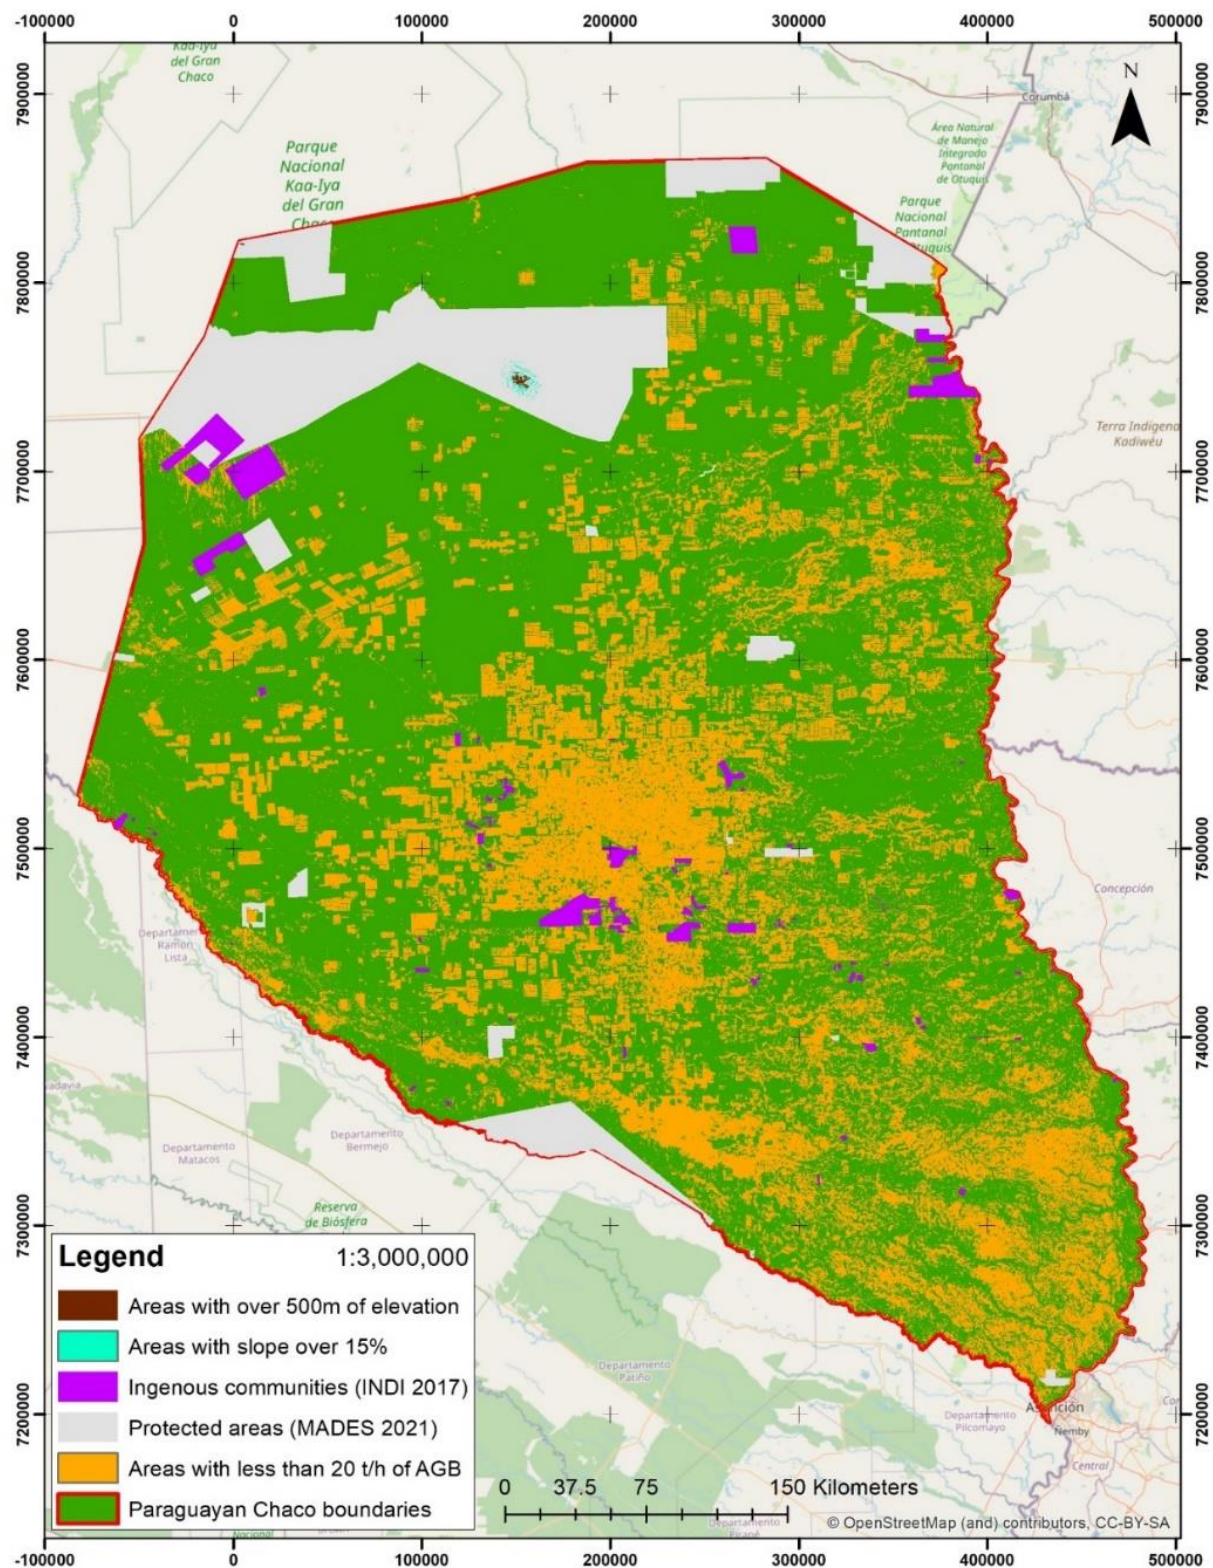 -100000 0 100000 200000 300000 400000 500000
Kaa-Iya
del Gran
Chaco
7900000
7900000
N
Corumbá
Área Natural
de Manejo
Integrado
Pantanal
de Otuquis
Parque
Nacional
Kaa-Iya
del Gran
Chaco
Parque
Nacional
Pantanal
Otuquis
7800000
7800000
Terra Indígena
Kadiwéu
7700000
7700000
7600000
7600000
7500000
7500000
Concepción
Departamento
Ramón
Lista
7400000
7400000
Departamento
Matacos
Departamento
Bermejo
Reserva
de Biósfera
7300000
7300000
Legend 1:3,000,000
Areas with over 500m of elevation
Areas with slope over 15%
Ingenous communities (INDI 2017)
Protected areas (MADES 2021)
Areas with less than 20 t/h of AGB
Paraguayan Chaco boundaries
Departamento
Patiño
Asunción
Departamento
Pilcomayo
Ñemby
Central
7200000
7200000
0 37.5 75 150 Kilometers
Departamento
Pirané
© OpenStreetMap (and) contributors, CC-BY-SA
Nacional
-100000 0 100000 200000 300000 400000 500000